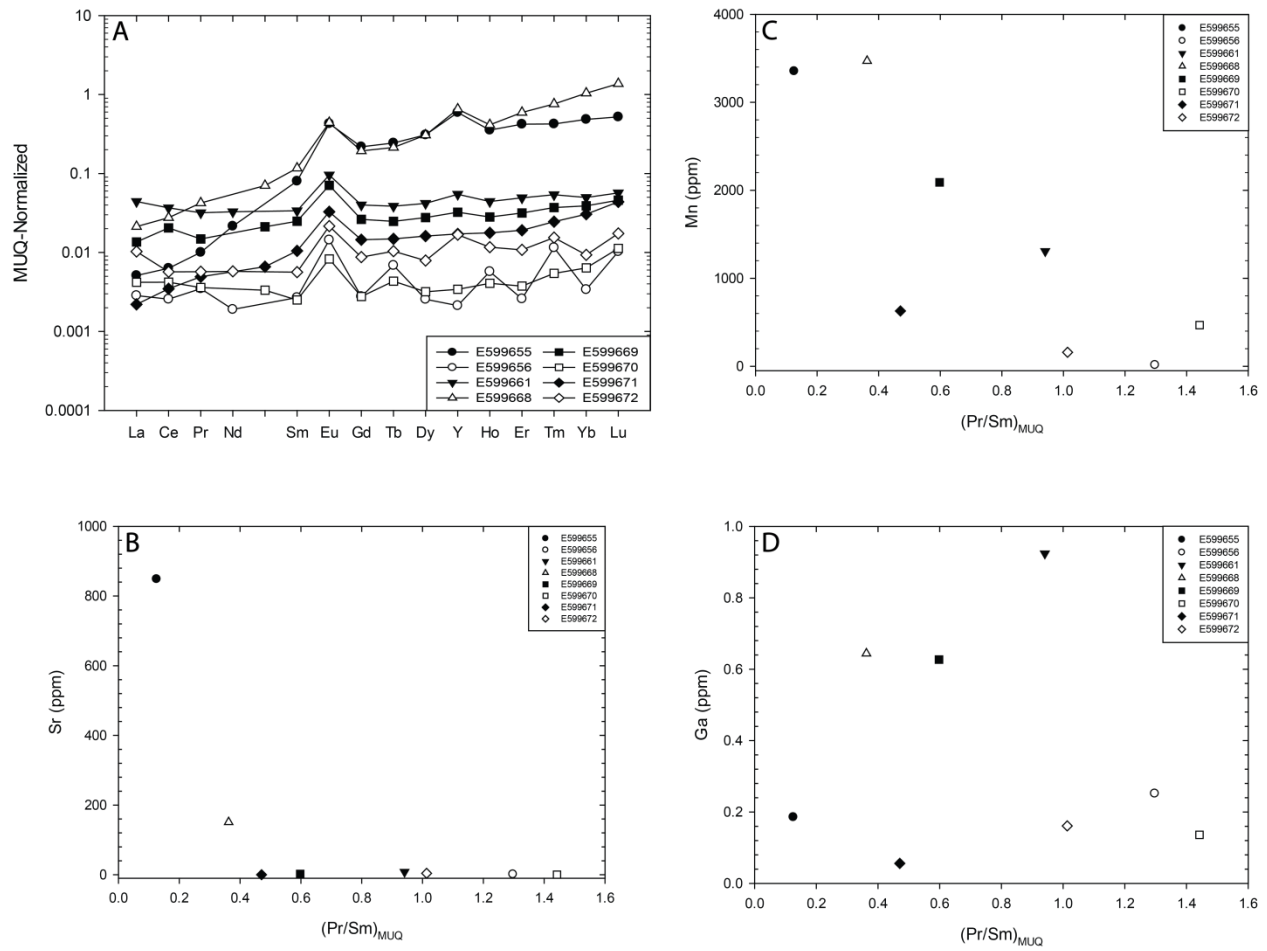 A
10
1
0.1
0.01
0.001
0.0001
MUQ-Normalized
La Ce Pr Nd Sm Eu Gd Tb Dy Y Ho Er Tm Yb Lu
E599655 E599669
E599656 E599670
E599661 E599671
E599668 E599672
C
4000
3000
2000
1000
0
Mn (ppm)
0.0 0.2 0.4 0.6 0.8 1.0 1.2 1.4 1.6
(Pr/Sm)MUQ
E599655
E599656
E599661
E599668
E599669
E599670
E599671
E599672
B
1000
800
600
400
200
0
Sr (ppm)
0.0 0.2 0.4 0.6 0.8 1.0 1.2 1.4 1.6
(Pr/Sm)MUQ
E599655
E599656
E599661
E599668
E599669
E599670
E599671
E599672
D
1.0
0.8
0.6
0.4
0.2
0.0
Ga (ppm)
0.0 0.2 0.4 0.6 0.8 1.0 1.2 1.4 1.6
(Pr/Sm)MUQ
E599655
E599656
E599661
E599668
E599669
E599670
E599671
E599672